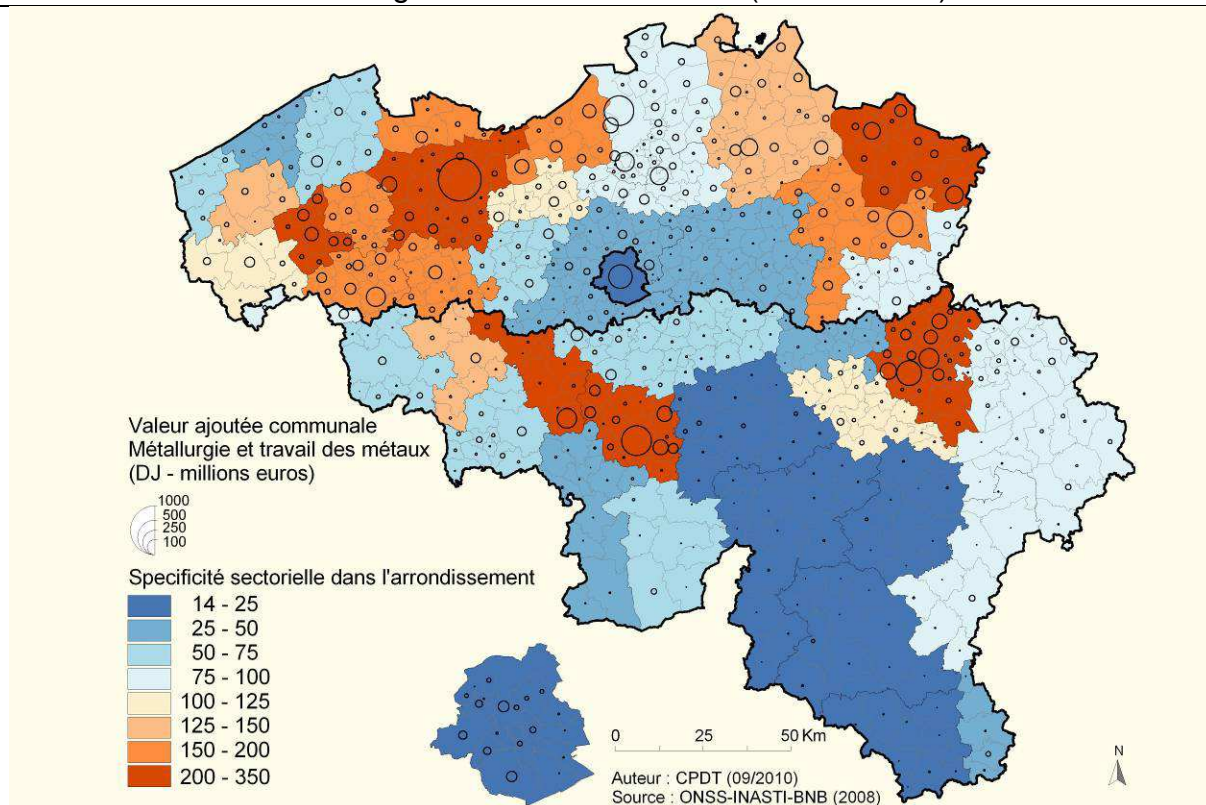 Valeur ajoutée communale
Métallurgie et travail des métaux
(DJ - millions euros)
1000
500
250
100
Specificité sectorielle dans l'arrondissement
14 - 25
25 - 50
50 - 75
75 - 100
100 - 125
125 - 150
150 - 200
200 - 350
0 25 50 Km
Auteur : CPDT (09/2010)
Source : ONSS-INASTI-BNB (2008)
N